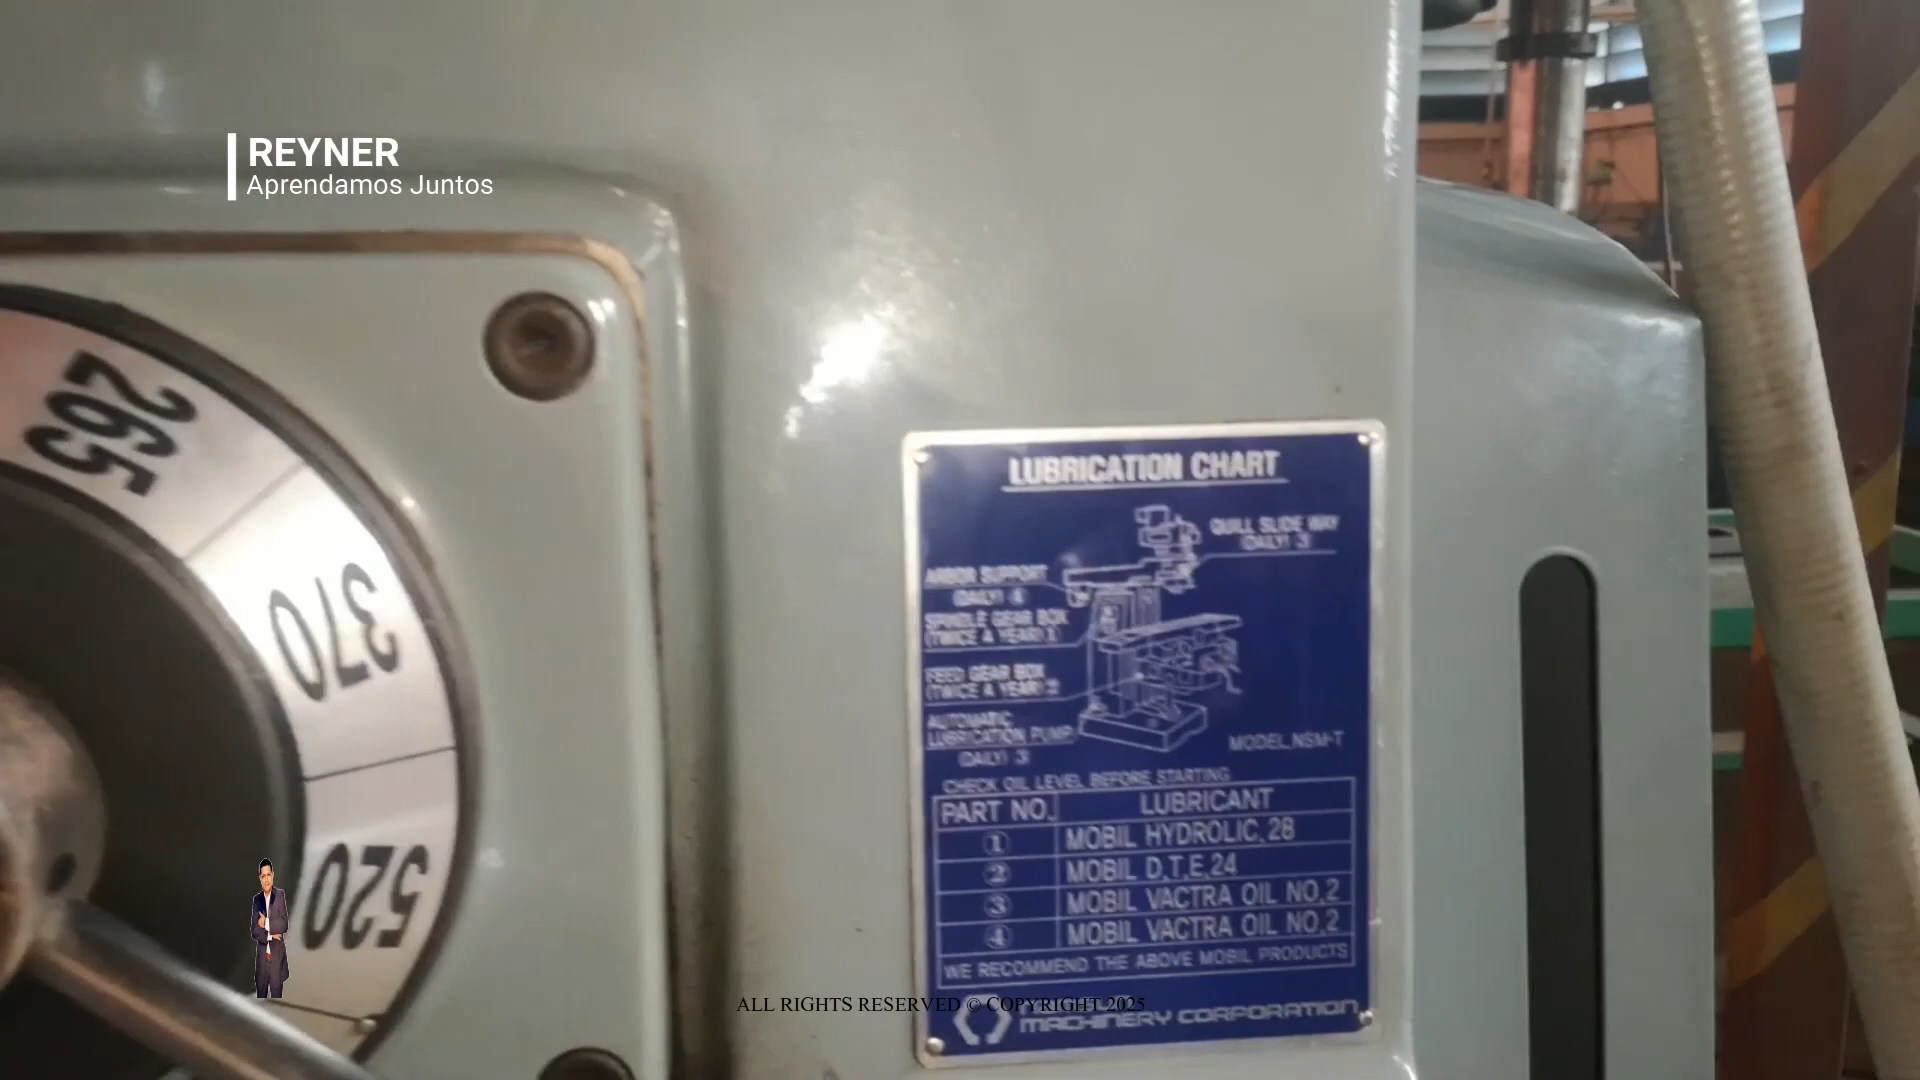 REYNER
Aprendamos Juntos
265
370
520
LUBRICATION CHART
QUILL SLIDE WAY
(DAILY) 3
ARBOR SUPPORT
(DAILY) 4
SPINDLE GEAR BOX
(TWICE A YEAR) 1
FEED GEAR BOX
(TWICE A YEAR) 2
AUTOMATIC
LUBRICATION PUMP
(DAILY) 3
MODEL.NSM-T
CHECK OIL LEVEL BEFORE STARTING
PART NO. LUBRICANT
① MOBIL HYDROLIC,28
② MOBIL D,T,E,24
③ MOBIL VACTRA OIL NO,2
④ MOBIL VACTRA OIL NO,2
WE RECOMMEND THE ABOVE MOBIL PRODUCTS
ALL RIGHTS RESERVED © COPYRIGHT 2025
MACHINERY CORPORATION